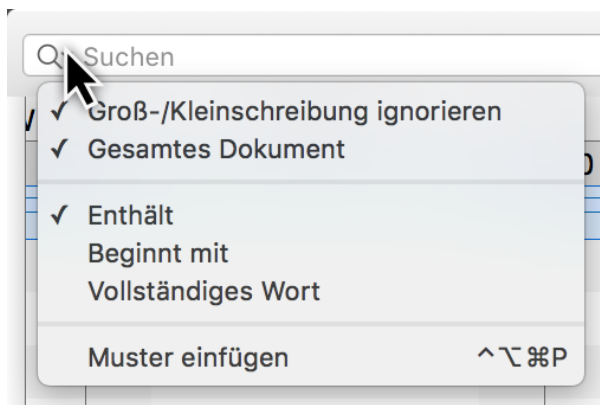 Suchen
✓ Groß-/Kleinschreibung ignorieren
✓ Gesamtes Dokument
✓ Enthält
Beginnt mit
Vollständiges Wort
Muster einfügen ^⌥⌘P